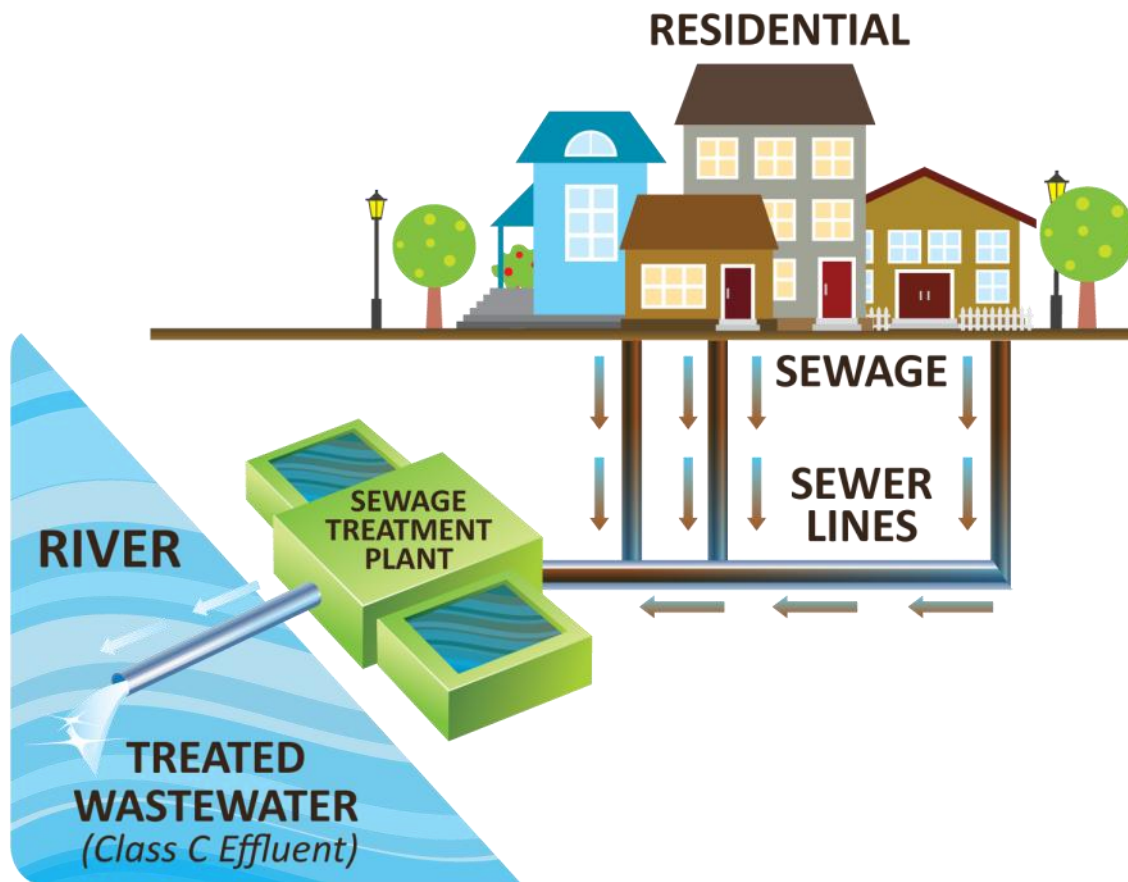 RESIDENTIAL
SEWAGE
SEWER
LINES
SEWAGE
TREATMENT
PLANT
RIVER
TREATED
WASTEWATER
(Class C Effluent)